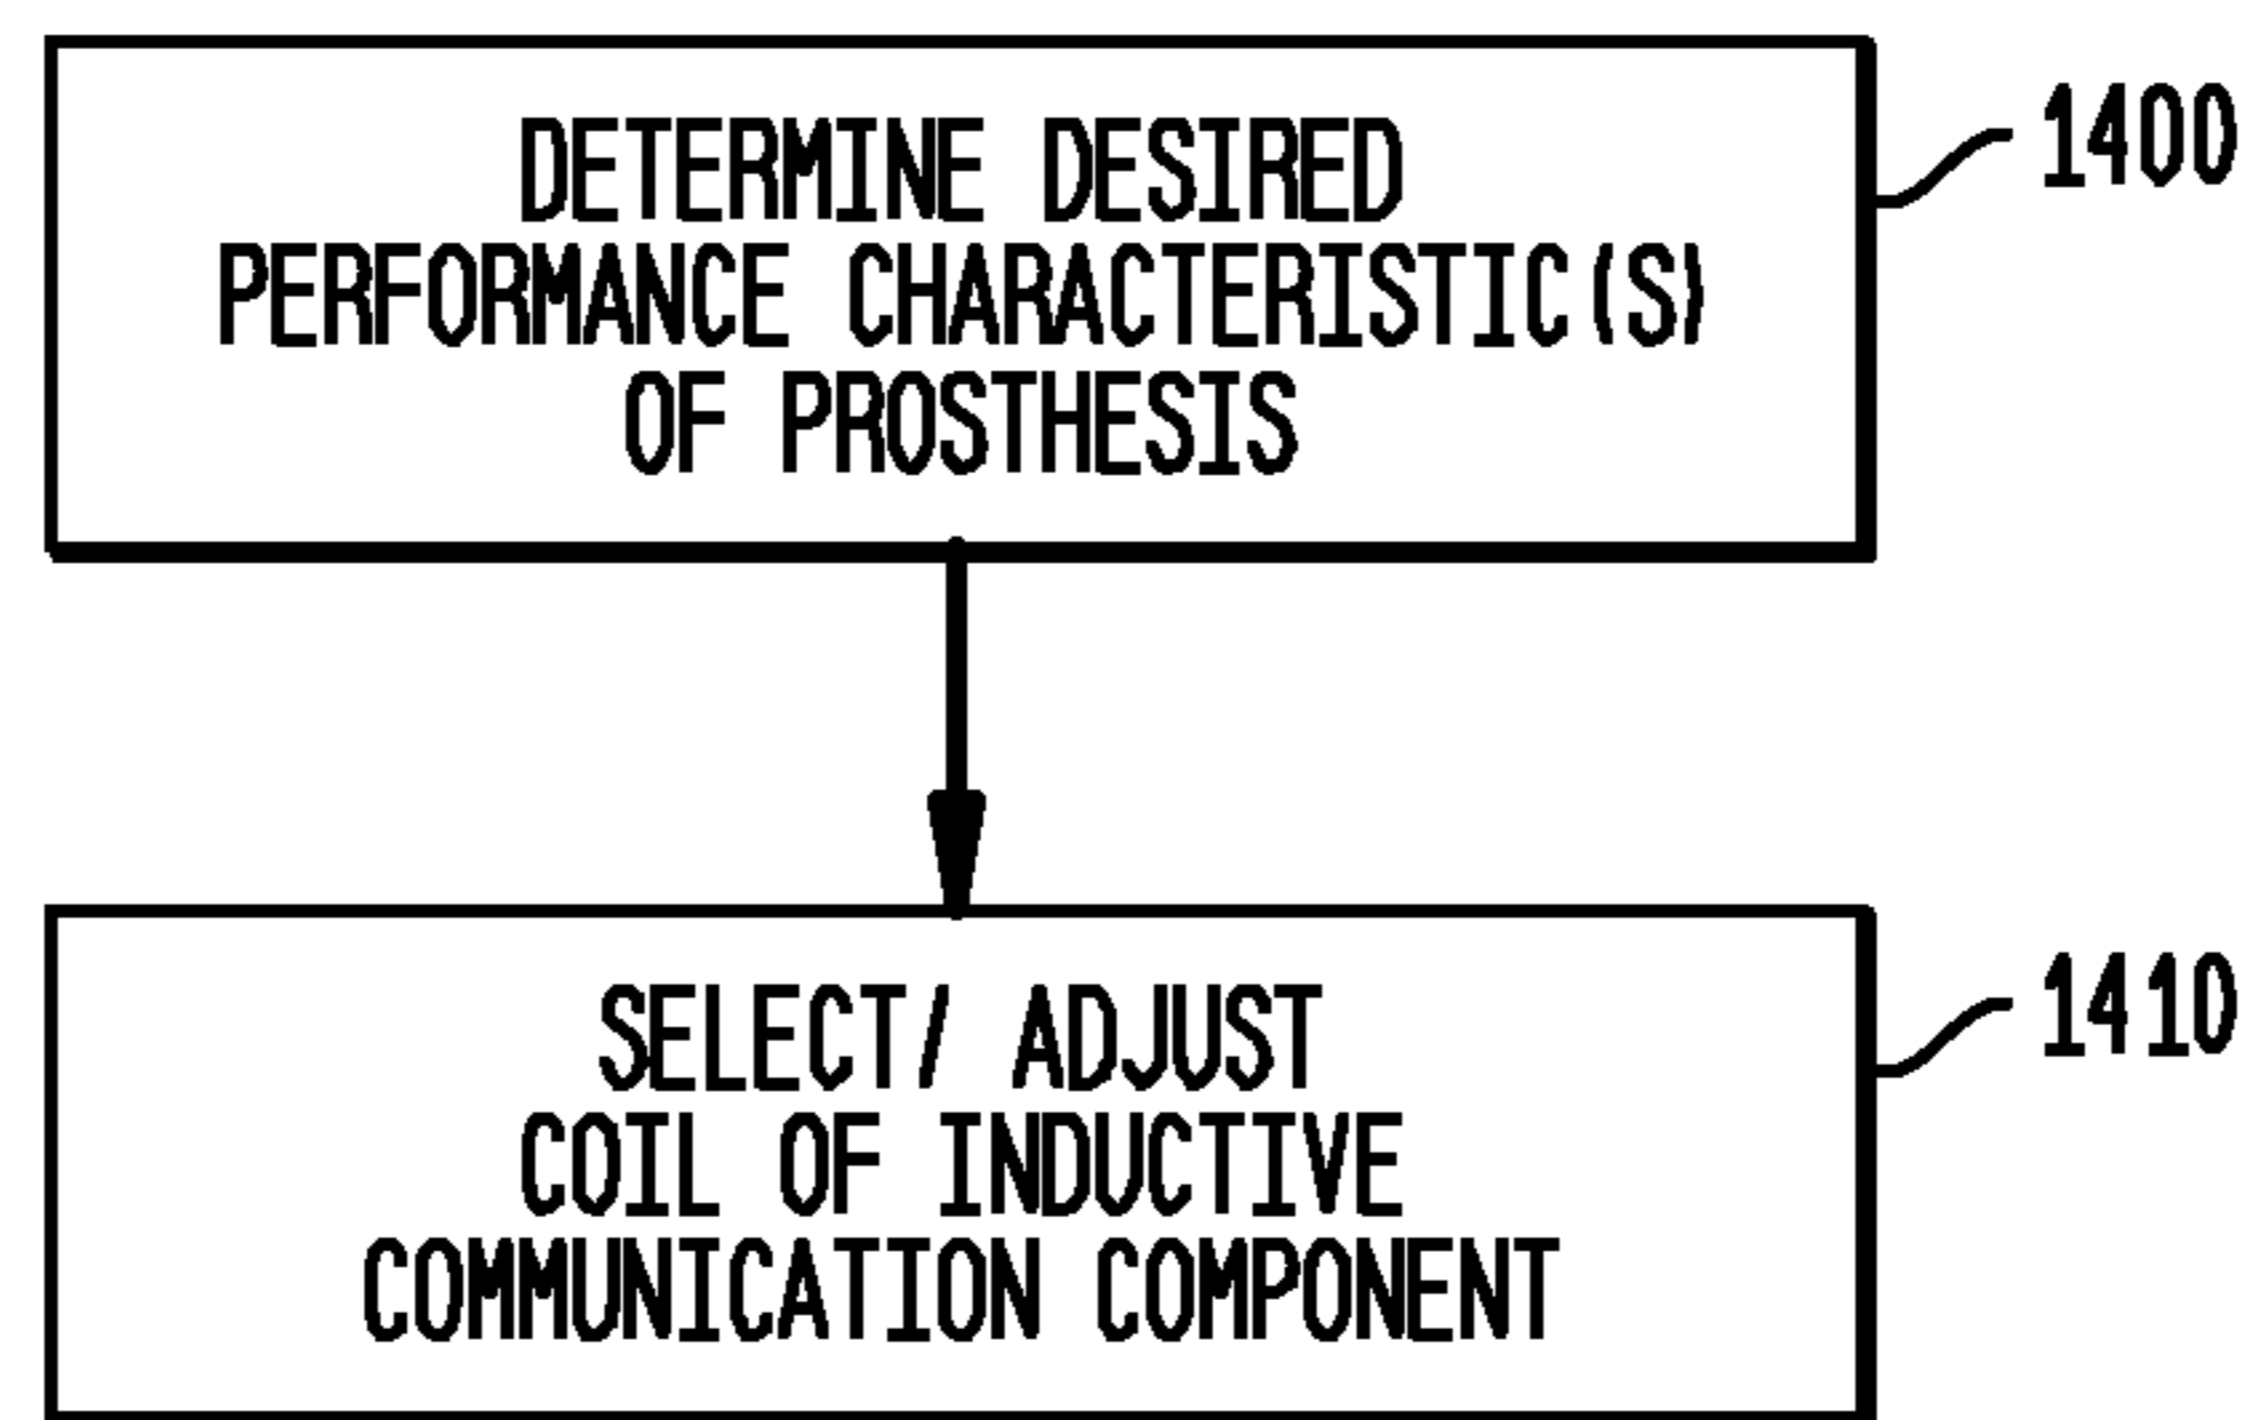 DETERMINE DESIRED
PERFORMANCE CHARACTERISTIC(S)
OF PROSTHESIS
1400
SELECT/ ADJUST
COIL OF INDUCTIVE
COMMUNICATION COMPONENT
1410